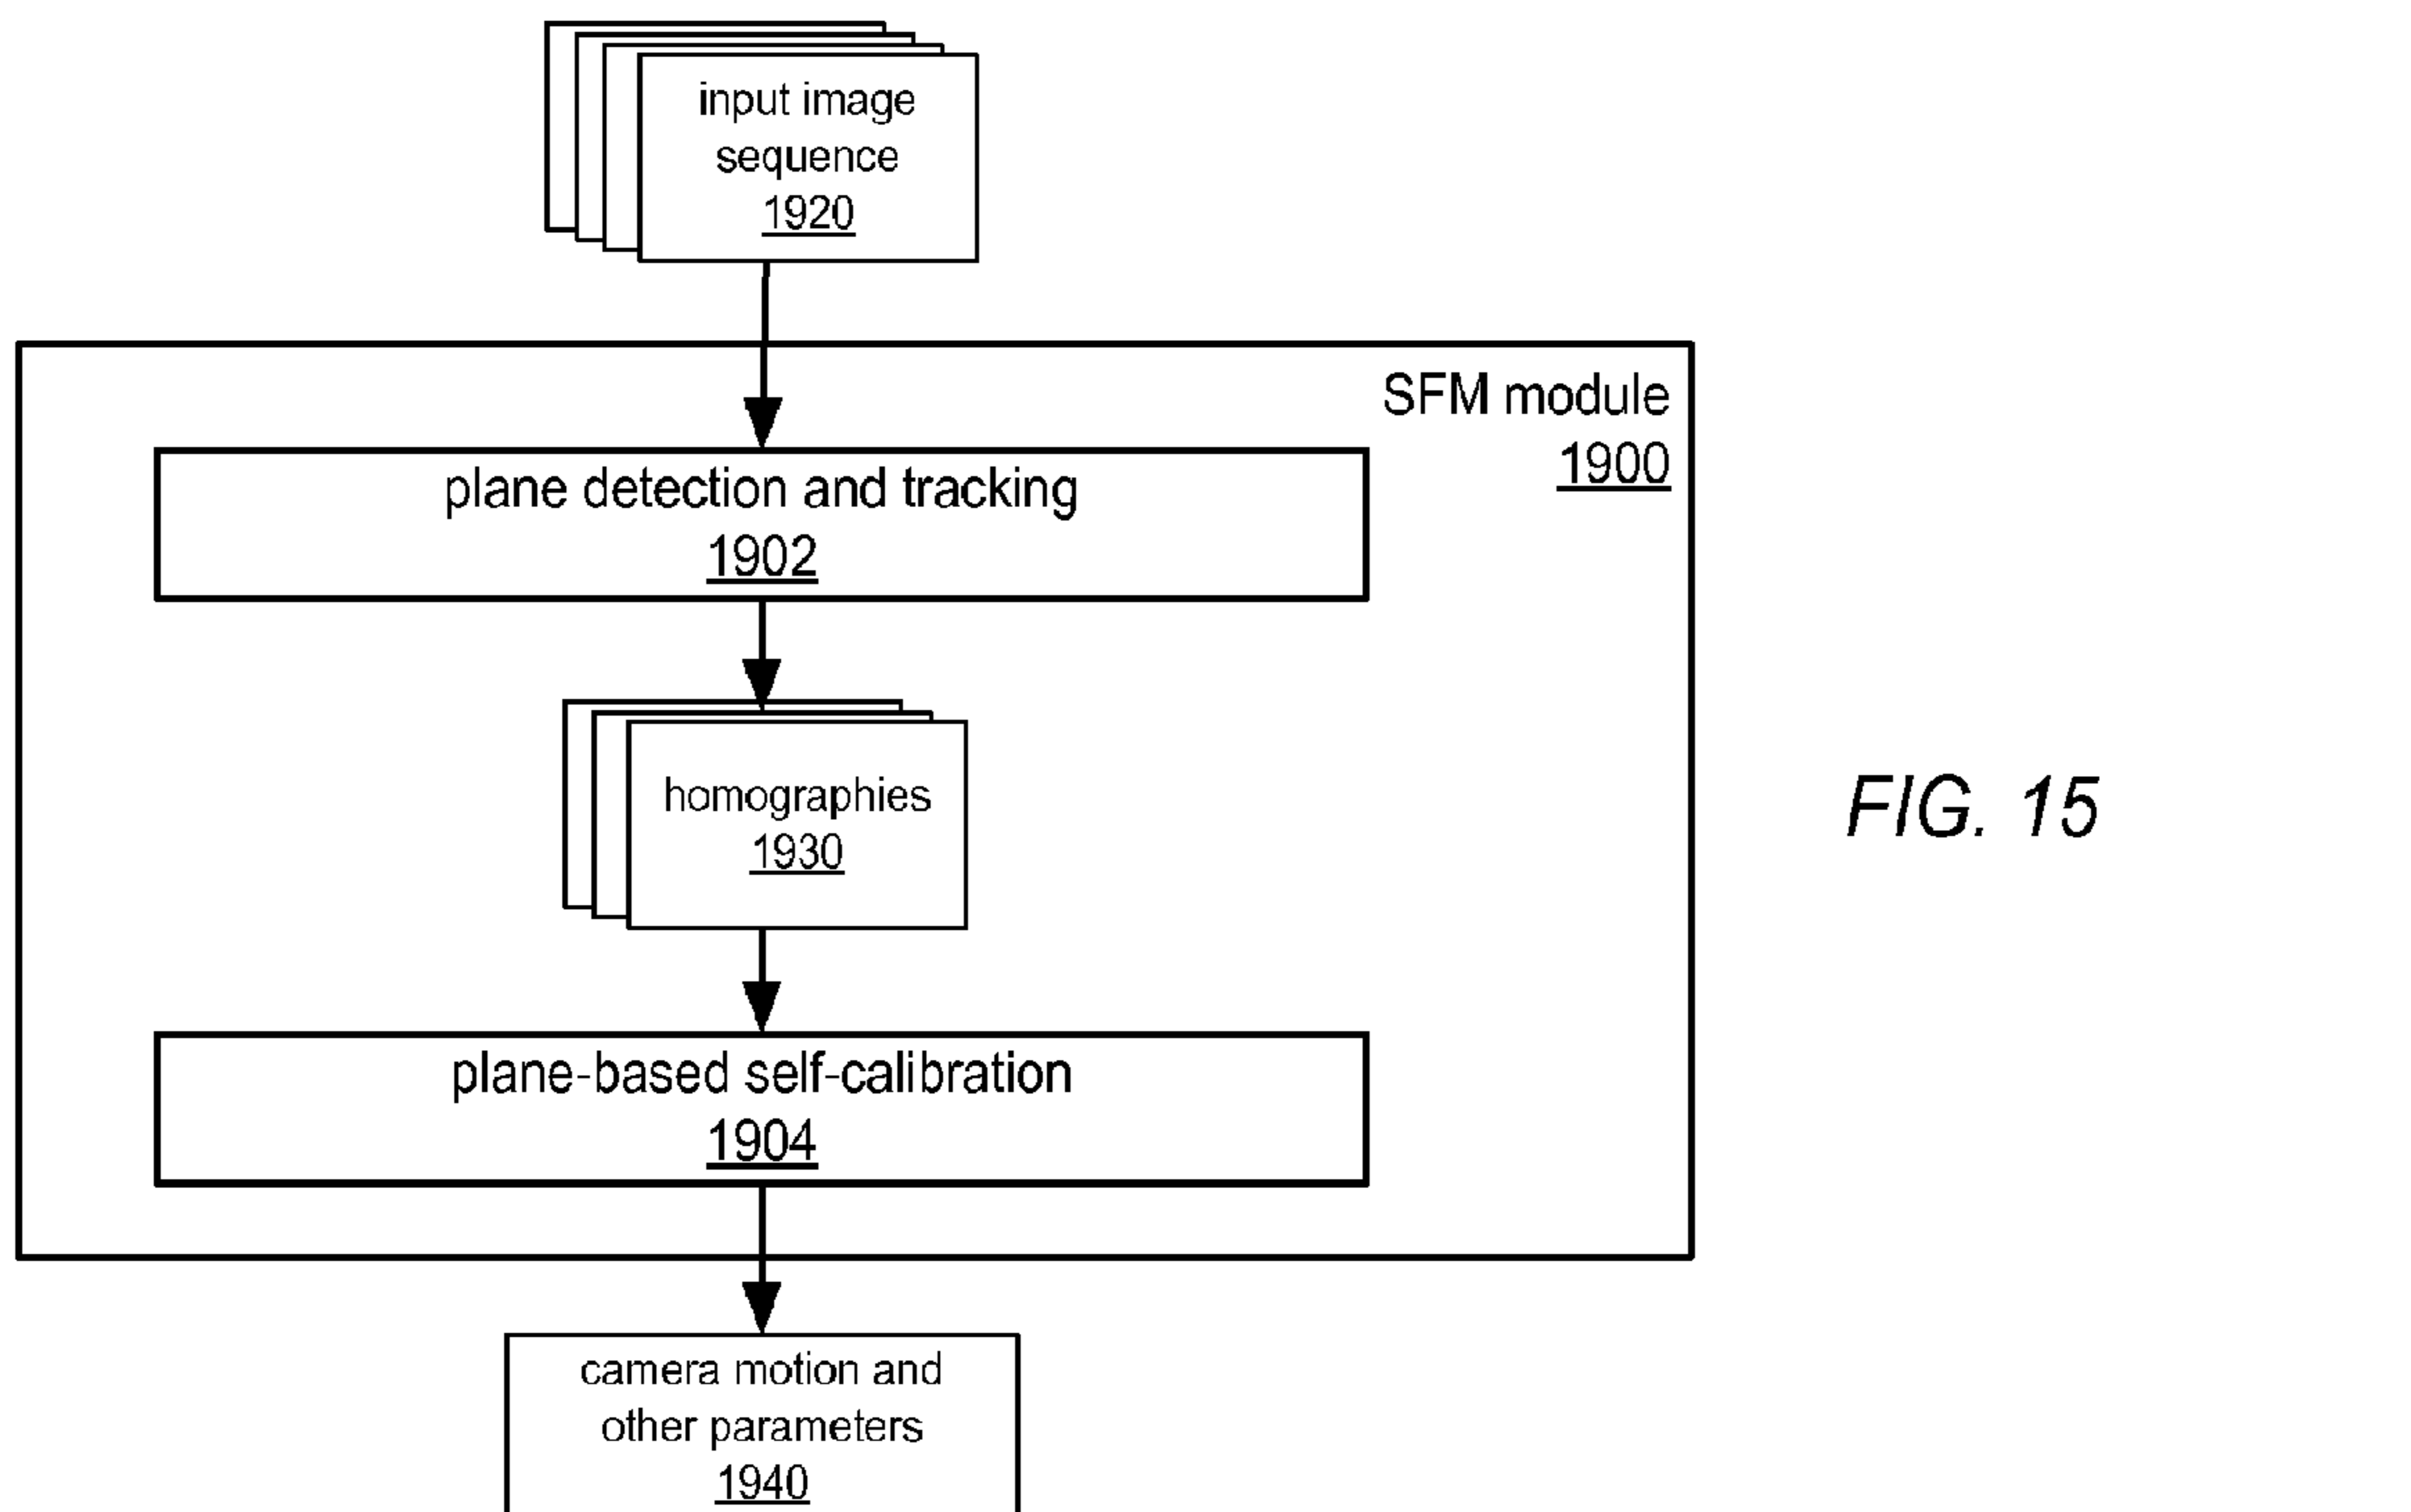 input image
sequence
1920
SFM module
1900
plane detection and tracking
1902
homographies
1930
FIG. 15
plane-based self-calibration
1904
camera motion and
other parameters
1940